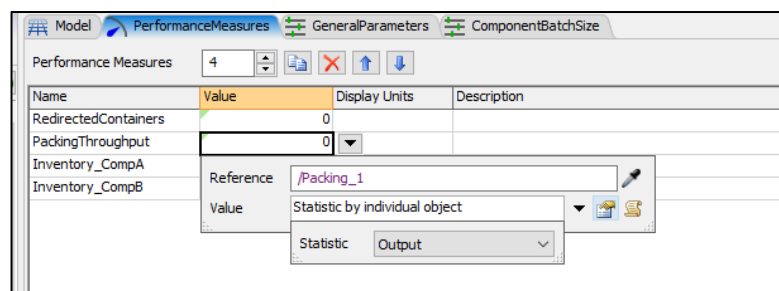 Model PerformanceMeasures GeneralParameters ComponentBatchSize
Performance Measures 4
Name Value Display Units Description
RedirectedContainers 0
PackingThroughput 0
Inventory_CompA
Inventory_CompB
Reference /Packing_1
Value Statistic by individual object
Statistic Output